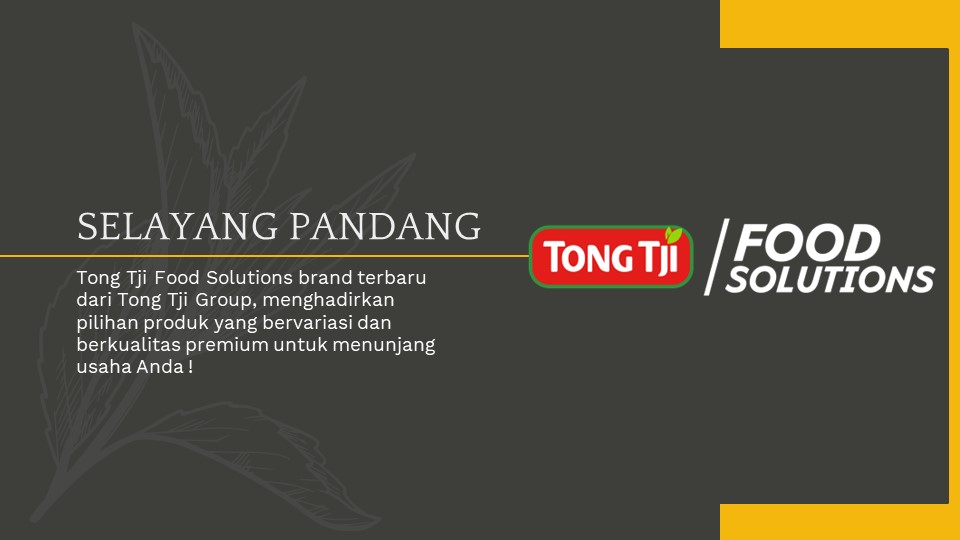 SELAYANG PANDANG
Tong Tji Food Solutions brand terbaru
dari Tong Tji Group, menghadirkan
pilihan produk yang bervariasi dan
berkualitas premium untuk menunjang
usaha Anda !
TONG TJI
FOOD
SOLUTIONS